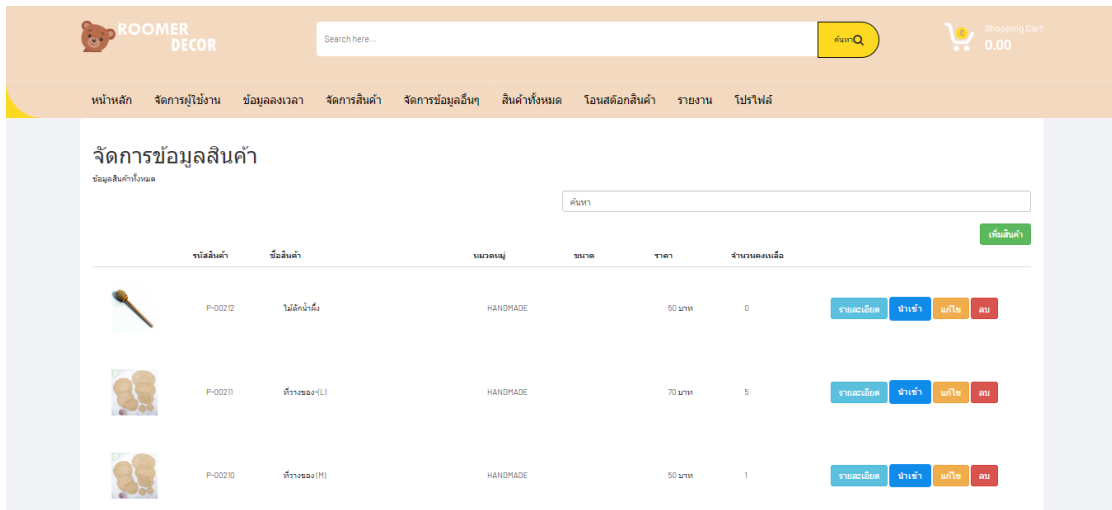 ROOMER
DECOR
Search here...
ค้นหา
0
Shopping Cart
0.00
หน้าหลัก จัดการผู้ใช้งาน ข้อมูลลงเวลา จัดการสินค้า จัดการข้อมูลอื่นๆ สินค้าทั้งหมด โอนสต๊อกสินค้า รายงาน โปรไฟล์
จัดการข้อมูลสินค้า
ข้อมูลสินค้าทั้งหมด
ค้นหา
เพิ่มสินค้า
รหัสสินค้า ชื่อสินค้า หมวดหมู่ ขนาด ราคา จำนวนคงเหลือ
P-00212 ไม้ตักน้ำผึ้ง HANDMADE 50 บาท 0 รายละเอียด นำเข้า แก้ไข ลบ
P-00211 ที่วางของ-(L) HANDMADE 70 บาท 5 รายละเอียด นำเข้า แก้ไข ลบ
P-00210 ที่วางของ(M) HANDMADE 50 บาท 1 รายละเอียด นำเข้า แก้ไข ลบ